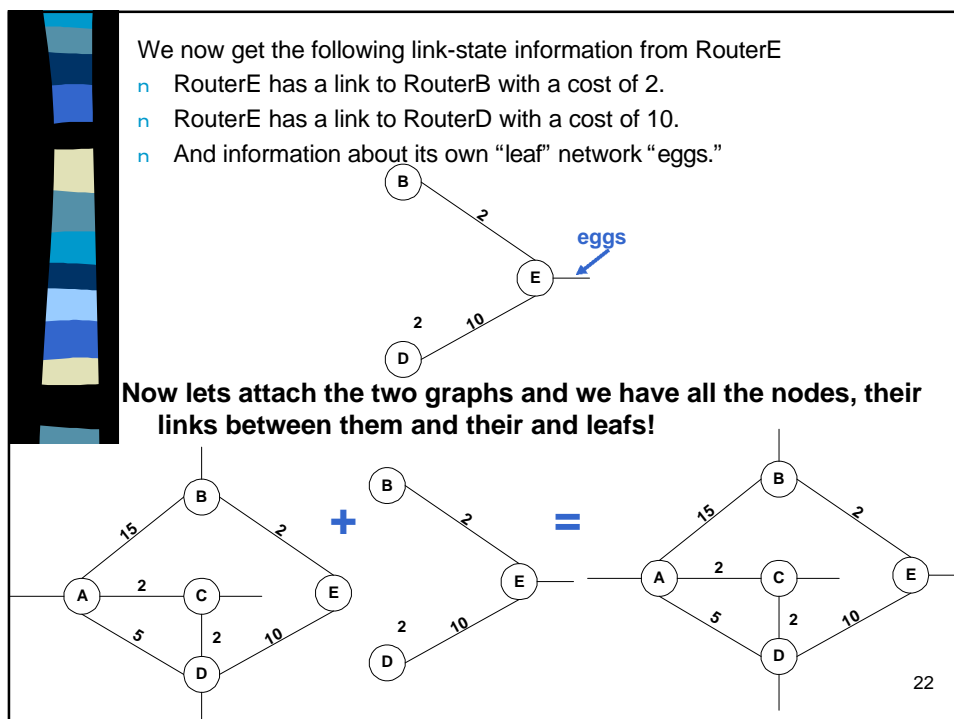 We now get the following link-state information from RouterE
n RouterE has a link to RouterB with a cost of 2.
n RouterE has a link to RouterD with a cost of 10.
n And information about its own “leaf” network “eggs.”
B
2
eggs
E
2
10
D
Now lets attach the two graphs and we have all the nodes, their
links between them and their and leafs!
B
15
2
A
2
C
E
5
2
10
D
+
B
2
E
2
10
D
=
B
15
2
A
2
C
E
5
2
10
D
22